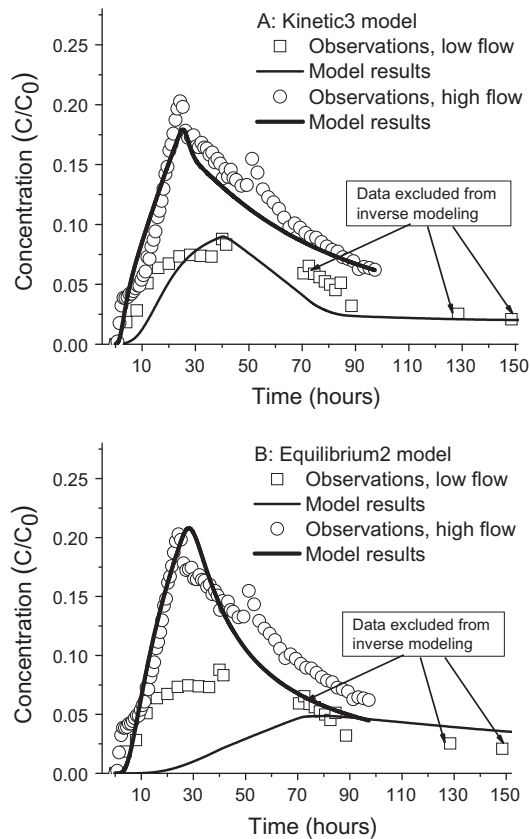 A: Kinetic3 model
Observations, low flow
Model results
Observations, high flow
Model results
Data excluded from
inverse modeling
Concentration (C/C0)
0.25
0.20
0.15
0.10
0.05
0.00
10 30 50 70 90 110 130 150
Time (hours)
B: Equilibrium2 model
Observations, low flow
Model results
Observations, high flow
Model results
Data excluded from
inverse modeling
Concentration (C/C0)
0.25
0.20
0.15
0.10
0.05
0.00
10 30 50 70 90 110 130 150
Time (hours)